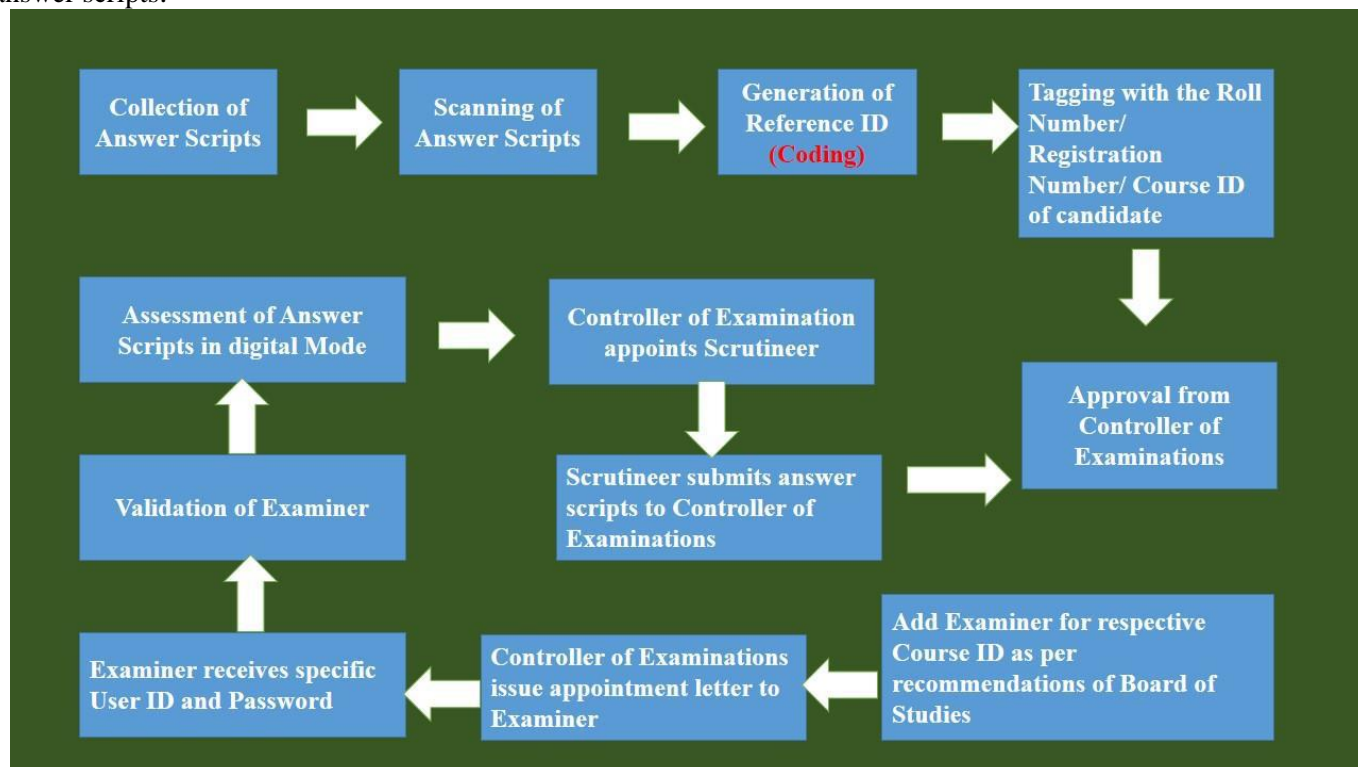 answer scripts.
Collection of
Answer Scripts
Scanning of
Answer Scripts
Generation of
Reference ID
(Coding)
Tagging with the Roll
Number/
Registration
Number/ Course ID
of candidate
Assessment of Answer
Scripts in digital Mode
Controller of Examination
appoints Scrutineer
Approval from
Controller of
Examinations
Validation of Examiner
Scrutineer submits answer
scripts to Controller of
Examinations
Examiner receives specific
User ID and Password
Controller of Examinations
issue appointment letter to
Examiner
Add Examiner for respective
Course ID as per
recommendations of Board of
Studies